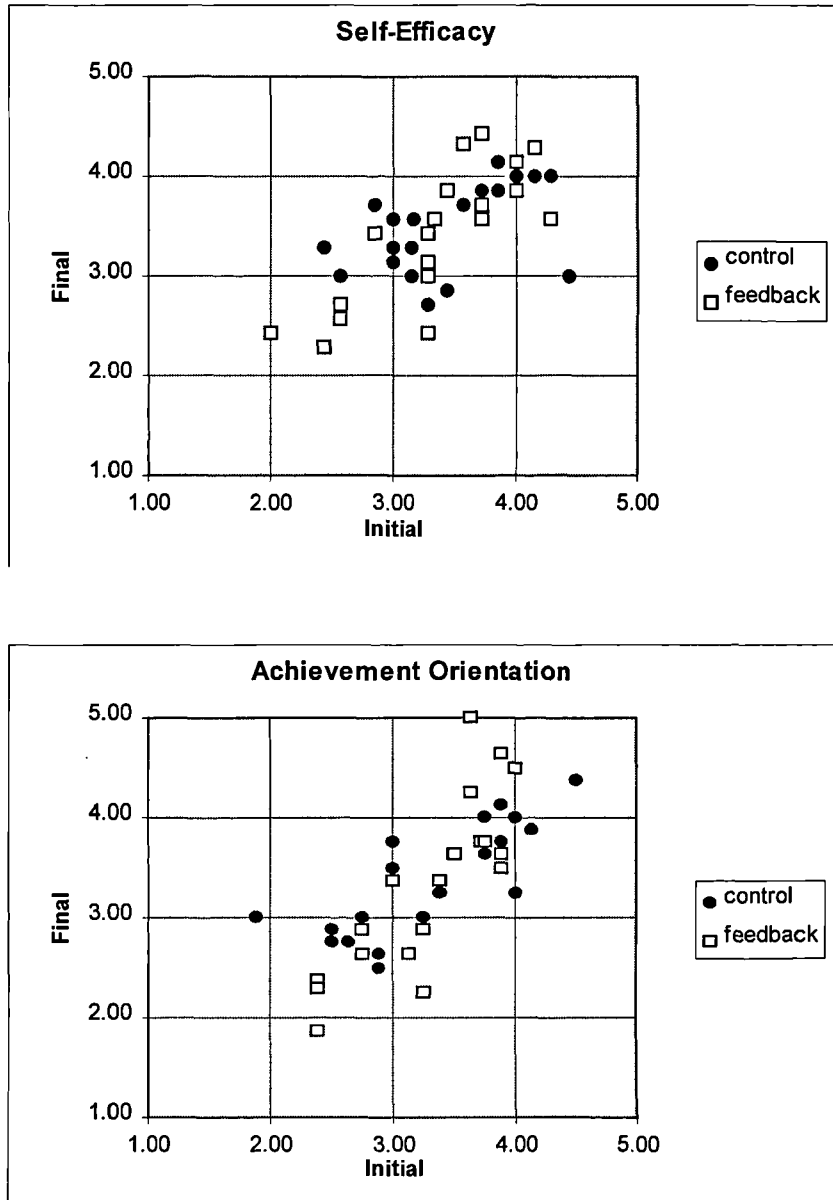 Self-Efficacy
5.00
4.00
3.00
2.00
1.00
Final
1.00 2.00 3.00 4.00 5.00
Initial
control
feedback
Achievement Orientation
5.00
4.00
3.00
2.00
1.00
Final
1.00 2.00 3.00 4.00 5.00
Initial
control
feedback